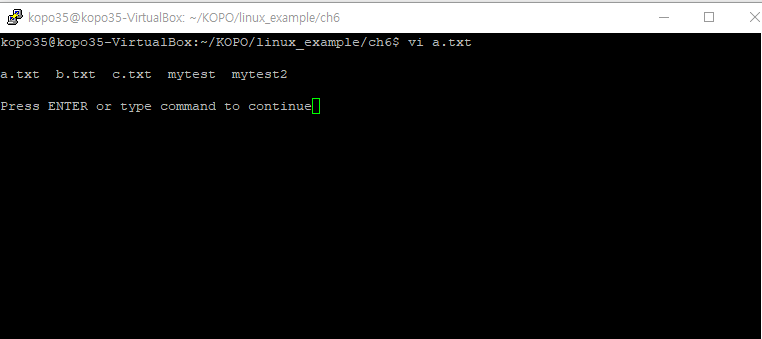 kopo35@kopo35-VirtualBox: ~/KOPO/linux_example/ch6
kopo35@kopo35-VirtualBox:~/KOPO/linux_example/ch6$ vi a.txt
a.txt  b.txt  c.txt  mytest  mytest2
Press ENTER or type command to continue